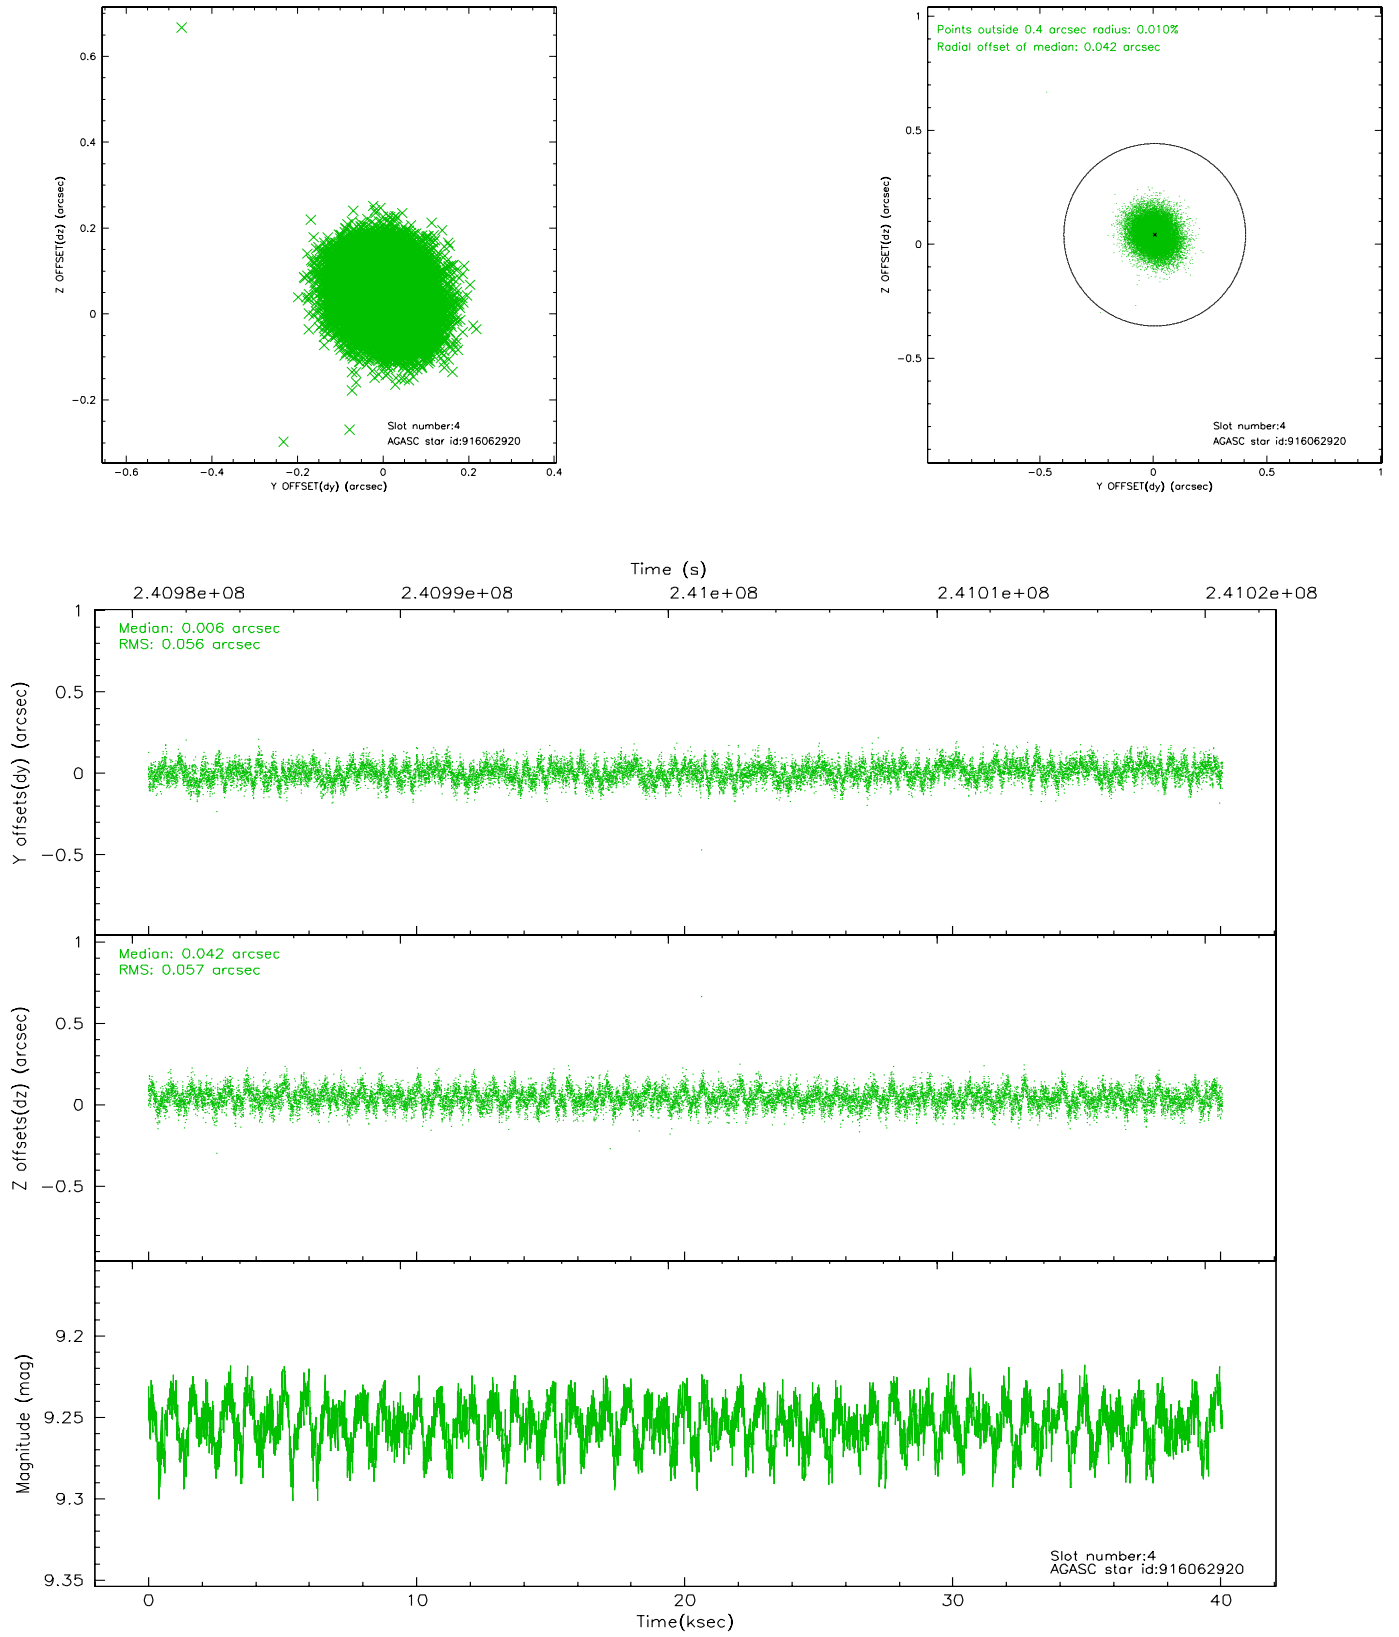 0.6
0.4
0.2
0
−0.2
Z OFFSET(dz) (arcsec)
Slot number:4
AGASC star id:916062920
−0.6 −0.4 −0.2 0 0.2 0.4
Y OFFSET(dy) (arcsec)
Points outside 0.4 arcsec radius: 0.010%
Radial offset of median: 0.042 arcsec
1
0.5
0
−0.5
Z OFFSET(dz) (arcsec)
Slot number:4
AGASC star id:916062920
−0.5 0 0.5 1
Y OFFSET(dy) (arcsec)
Time (s)
2.4098e+08 2.4099e+08 2.41e+08 2.4101e+08 2.4102e+08
Median: 0.006 arcsec
RMS: 0.056 arcsec
1
0.5
0
−0.5
Y offsets(dy) (arcsec)
Median: 0.042 arcsec
RMS: 0.057 arcsec
1
0.5
0
−0.5
Z offsets(dz) (arcsec)
9.2
9.25
9.3
9.35
Magnitude (mag)
Slot number:4
AGASC star id:916062920
0 10 20 30 40
Time(ksec)